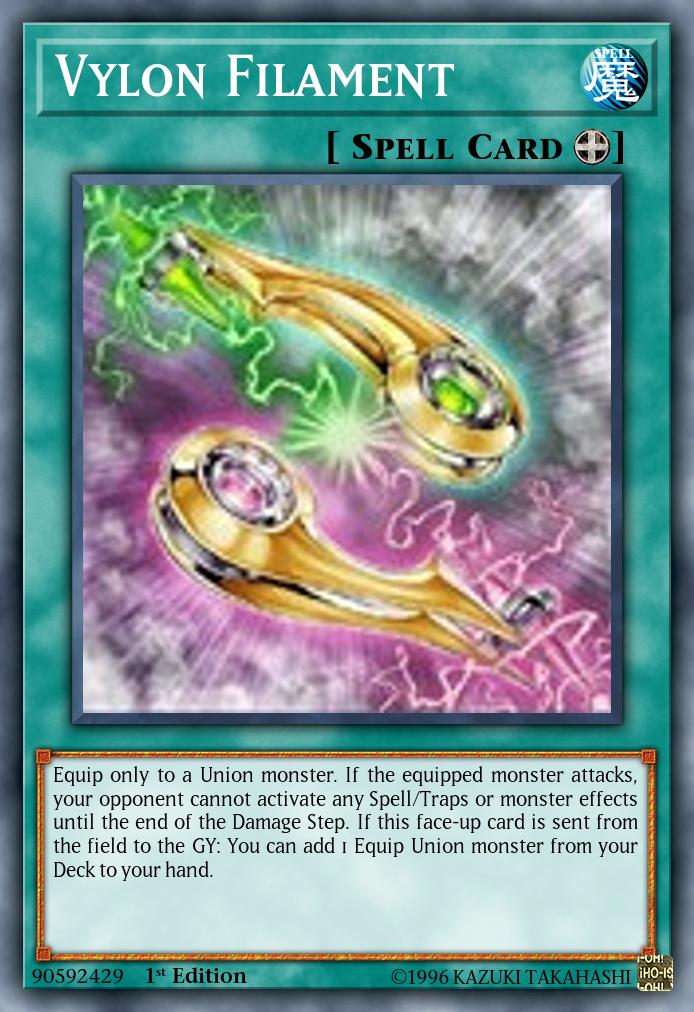 Vylon Filament
SPELL
魔
[ Spell Card ]
Equip only to a Union monster. If the equipped monster attacks,
your opponent cannot activate any Spell/Traps or monster effects
until the end of the Damage Step. If this face-up card is sent from
the field to the GY: You can add 1 Equip Union monster from your
Deck to your hand.
90592429 1st Edition ©1996 KAZUKI TAKAHASHI